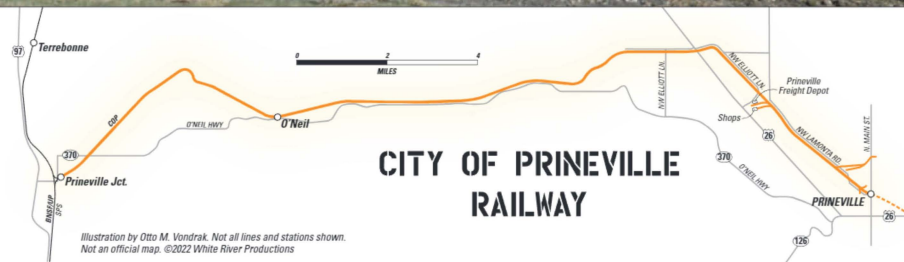 Terrebonne
97
0 2 4
MILES
NW ELLIOTT LN.
NW ELLIOTT LN.
Prineville
Freight Depot
Shops
26
COP
O'NEIL HWY
O'Neil
370
Prineville Jct.
BNSF/UP
SPS
NW LAMONTA RD
N. MAIN ST.
370
O'NEIL HWY
CITY OF PRINEVILLE
RAILWAY
PRINEVILLE
26
126
Illustration by Otto M. Vondrak. Not all lines and stations shown.
Not an official map. ©2022 White River Productions